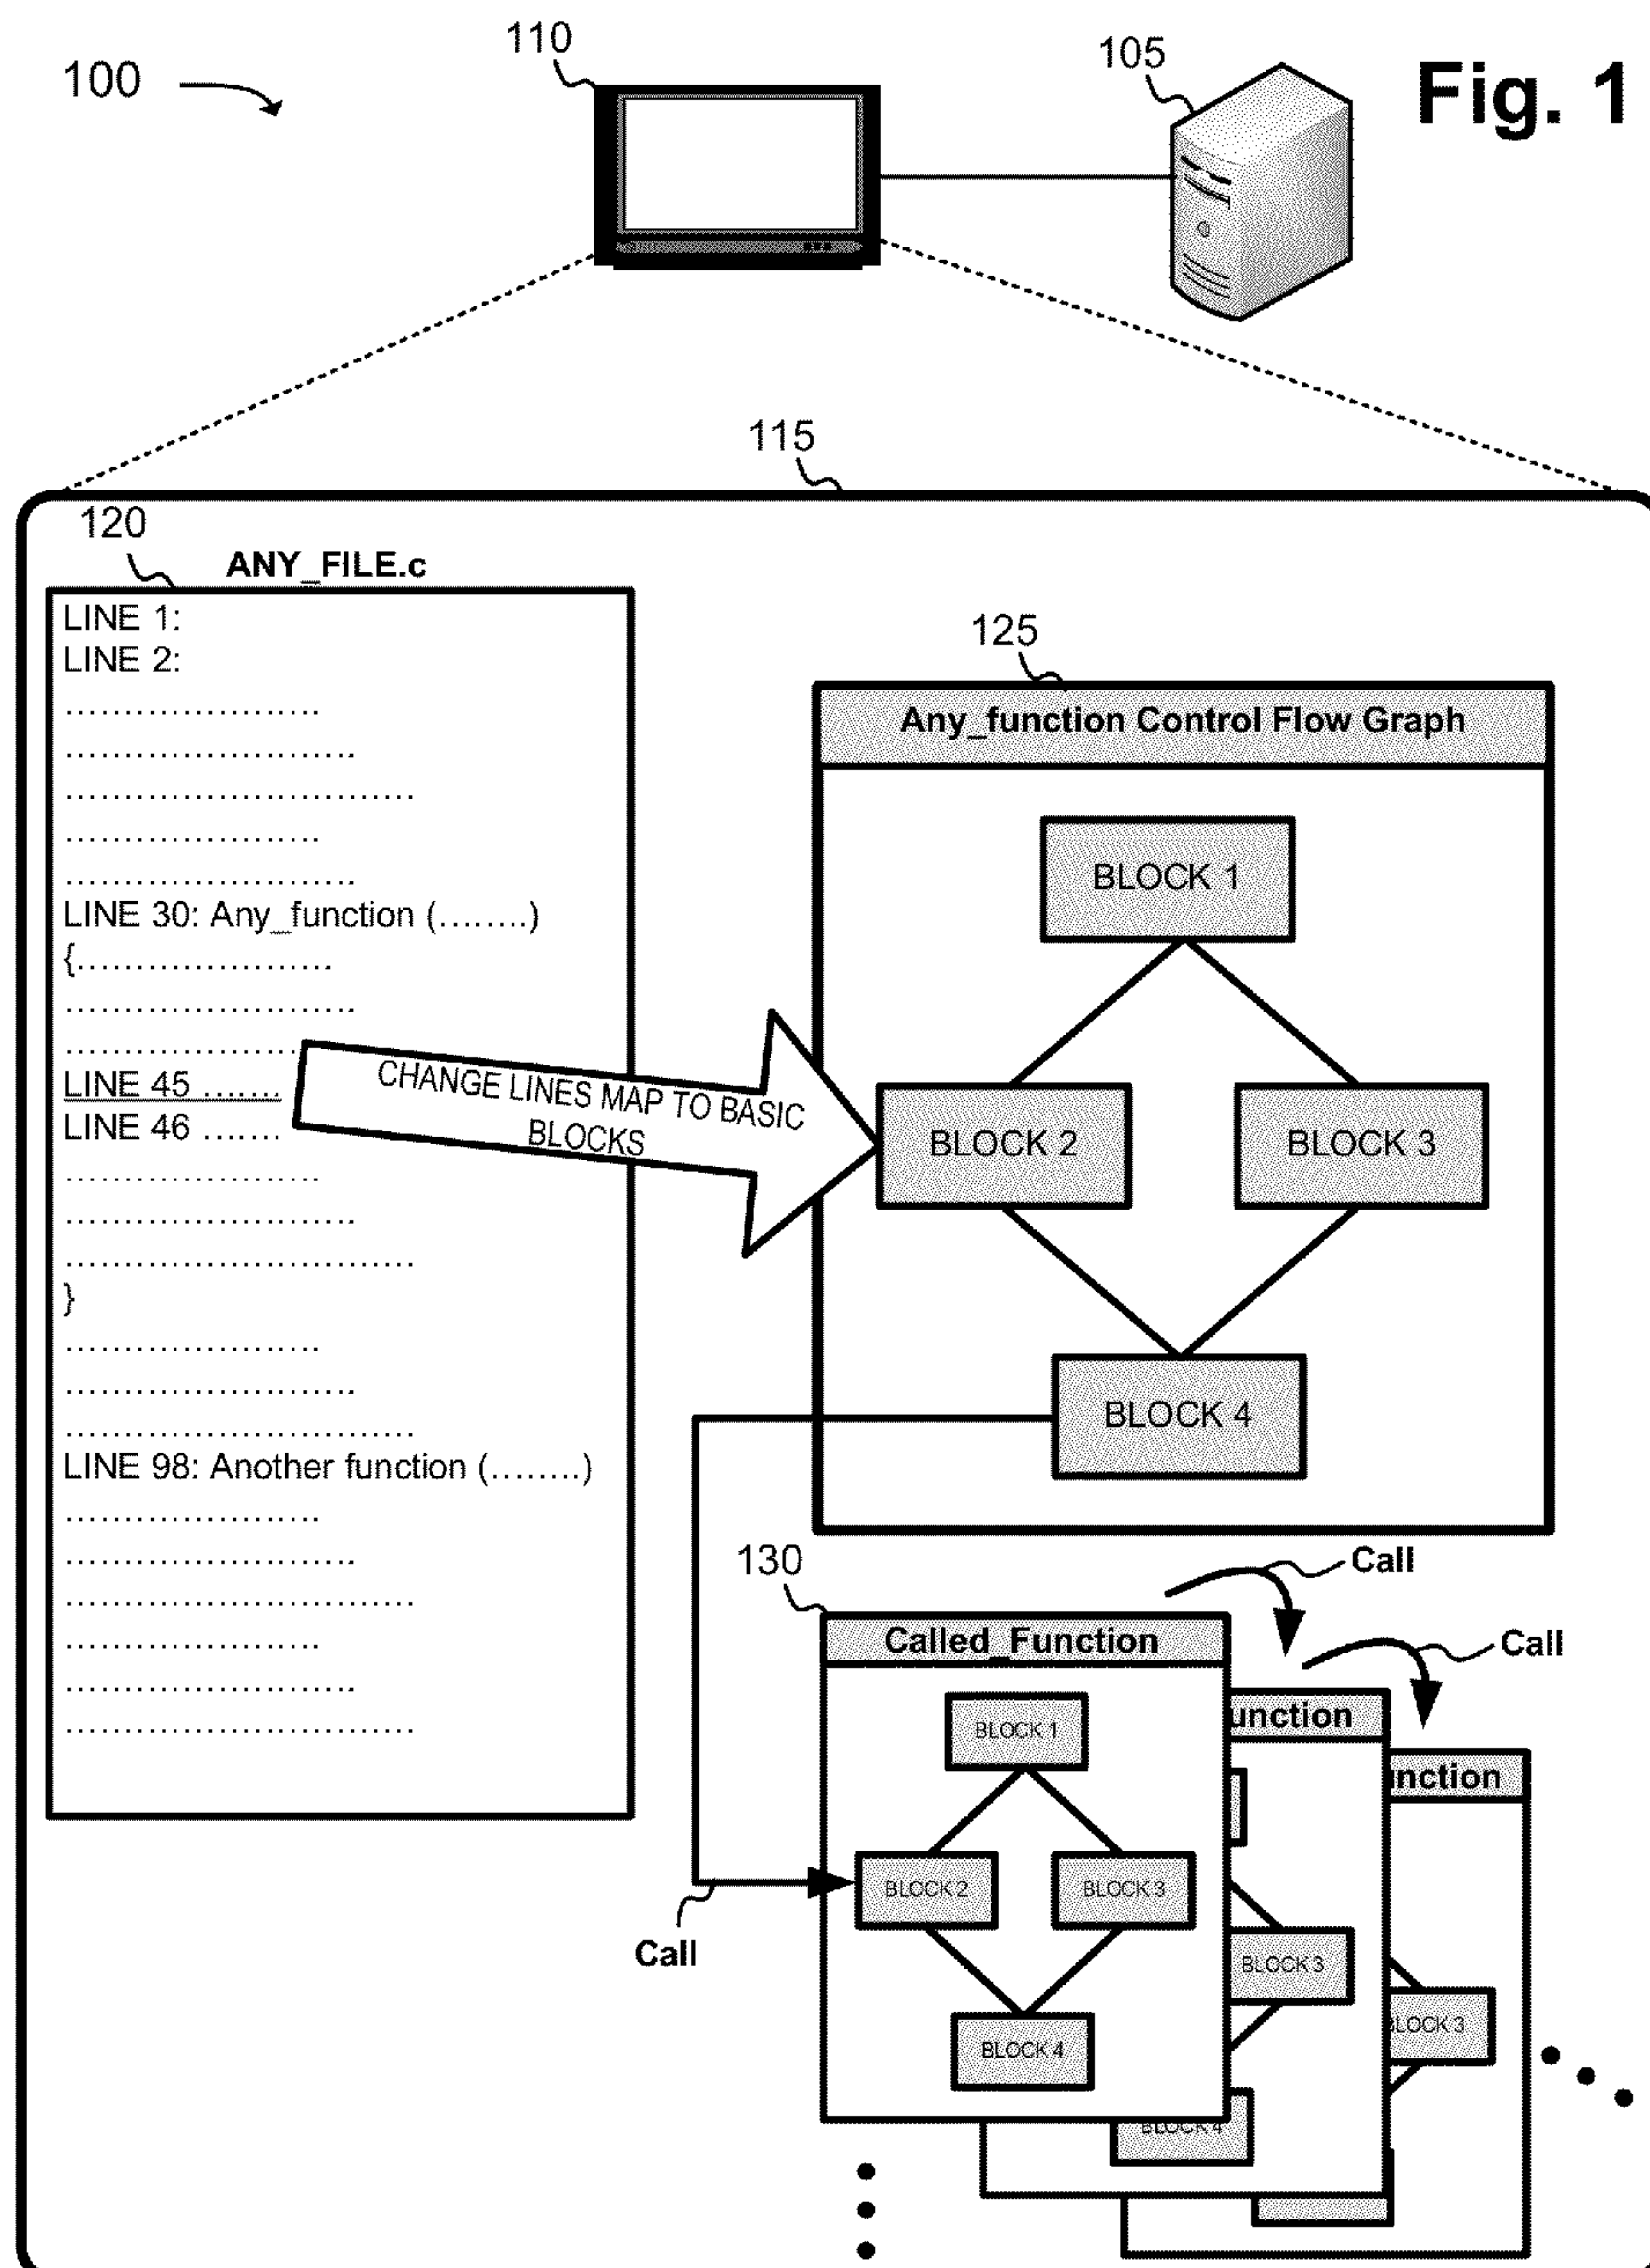 100
110
105
Fig. 1
115
120
ANY_FILE.c
LINE 1:
LINE 2:
.....................
........................
.............................
.....................
........................
LINE 30: Any_function (........)
{.....................
........................
...................
LINE 45 .......
LINE 46 .......
.....................
........................
.............................
}
.....................
........................
.............................
LINE 98: Another function (........)
.....................
........................
.............................
.....................
........................
.............................
CHANGE LINES MAP TO BASIC
BLOCKS
125
Any_function Control Flow Graph
BLOCK 1
BLOCK 2
BLOCK 3
BLOCK 4
Call
130
Called_Function
BLOCK 1
BLOCK 2
BLOCK 3
BLOCK 4
Call
Call
unction
BLOCK 3
BLOCK 4
nction
BLOCK 3